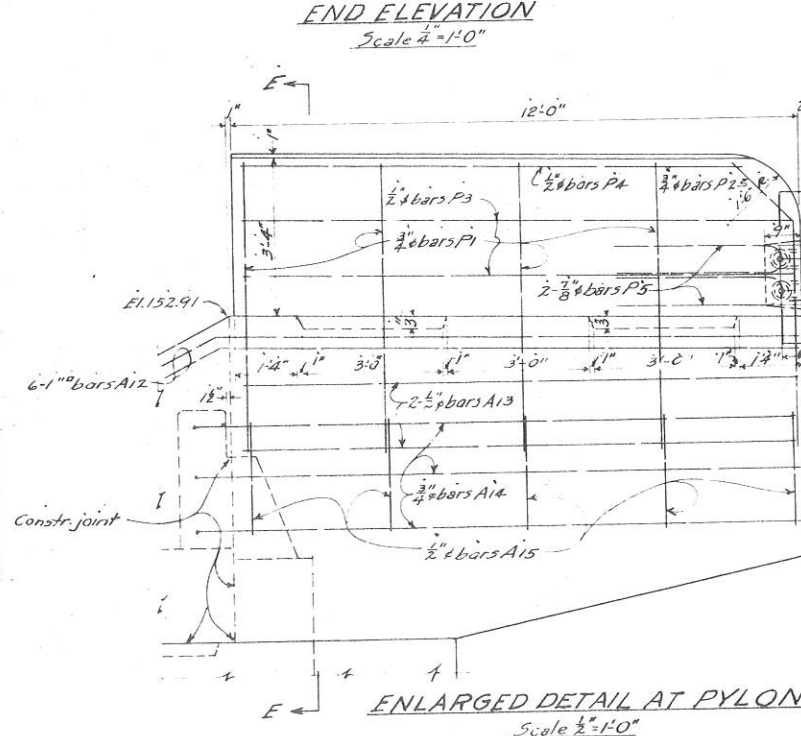 END ELEVATION
Scale 1/4"=1'-0"
E
1"
12'-0"
1"
1/2"ϕ bars P4
3/4"ϕ bars P2
1/2"ϕ bars P3
3'-4"
3/4"ϕ bars P1
9"
2-7/8"ϕ bars P5
El. 152.91
3"
3"
1'-4"
1"
3'-0"
1"
3'-0"
1"
3'-0"
1"
1'-4"
6-1"□ bars A12
1 1/2"
2-1/2"ϕ bars A13
3/4"ϕ bars A14
Constr. joint
1/2"ϕ bars A15
E
ENLARGED DETAIL AT PYLON
Scale 1/2"=1'-0"